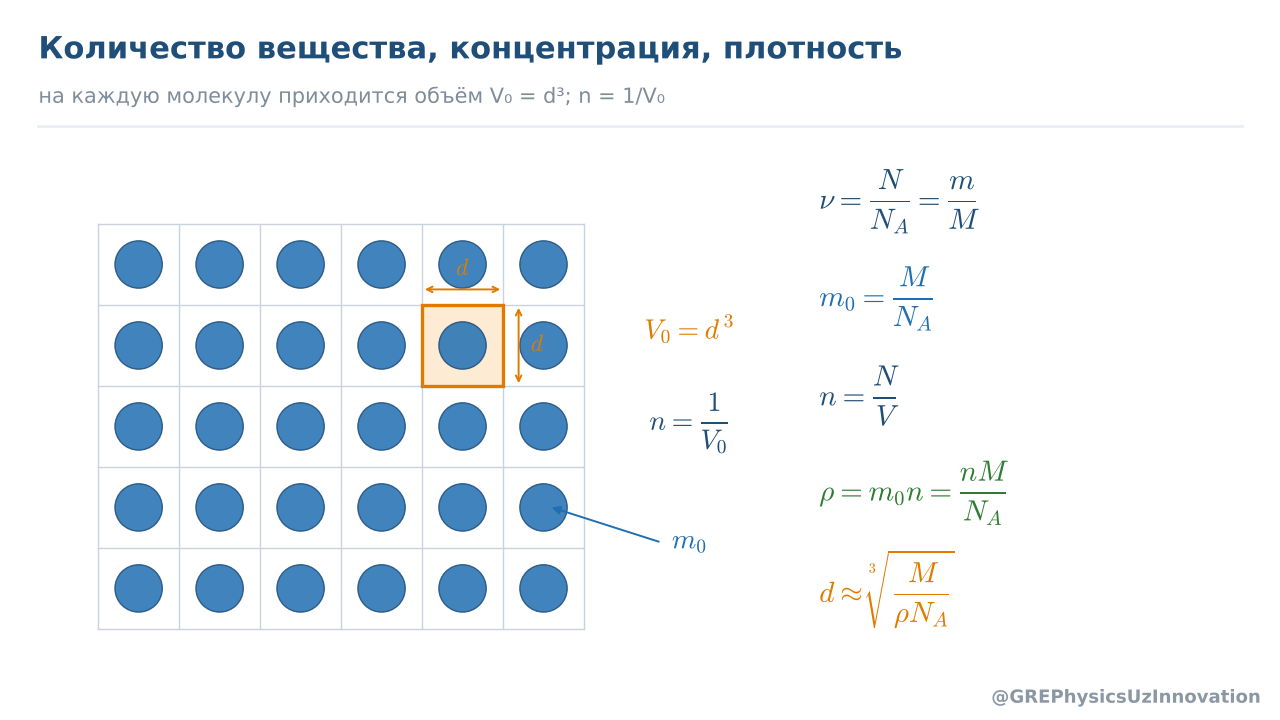 Количество вещества, концентрация, плотность
на каждую молекулу приходится объём V₀ = d³; n = 1/V₀
d
d
V₀ = d³
n = 1/V₀
m₀
ν = N/N_A = m/M
m₀ = M/N_A
n = N/V
ρ = m₀n = nM/N_A
d ≈ ∛(M/(ρN_A))
@GREPhysicsUzInnovation